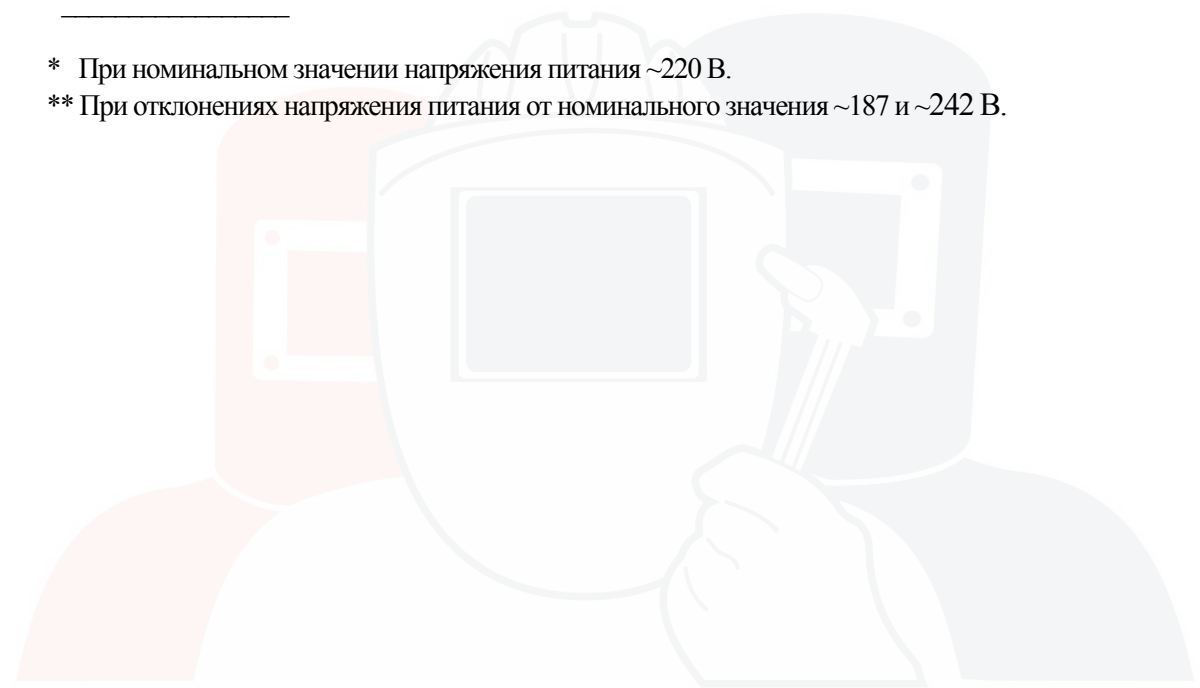 * При номинальном значении напряжения питания ~220 В.
** При отклонениях напряжения питания от номинального значения ~187 и ~242 В.